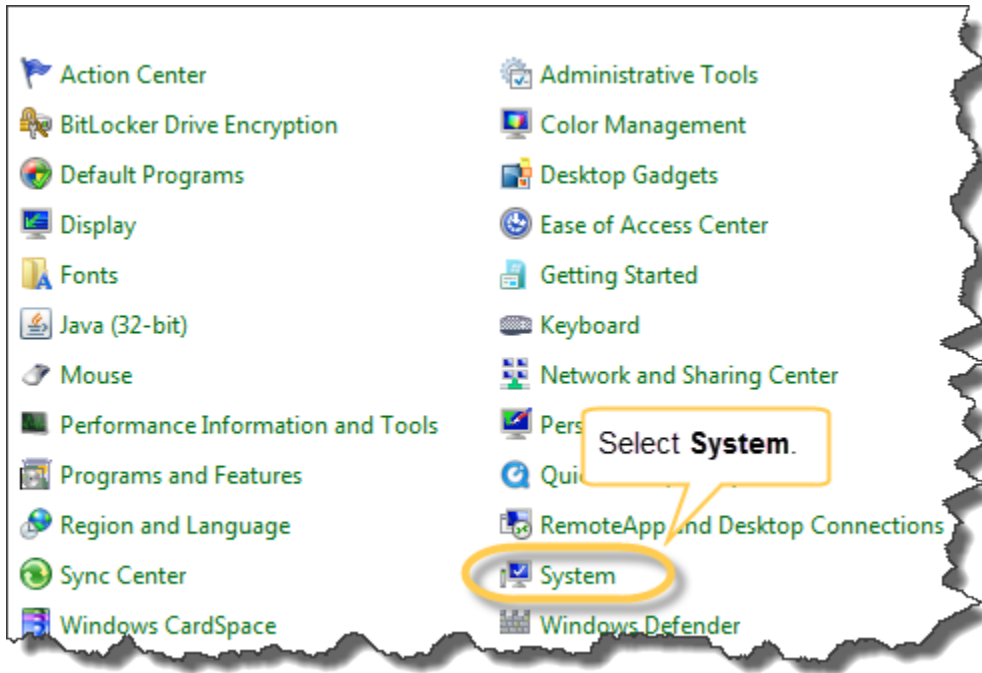 Action Center
Administrative Tools
BitLocker Drive Encryption
Color Management
Default Programs
Desktop Gadgets
Display
Ease of Access Center
Fonts
Getting Started
Java (32-bit)
Keyboard
Mouse
Network and Sharing Center
Performance Information and Tools
Pers
Select System.
Programs and Features
Qui
Region and Language
RemoteApp and Desktop Connections
Sync Center
System
Windows CardSpace
Windows Defender